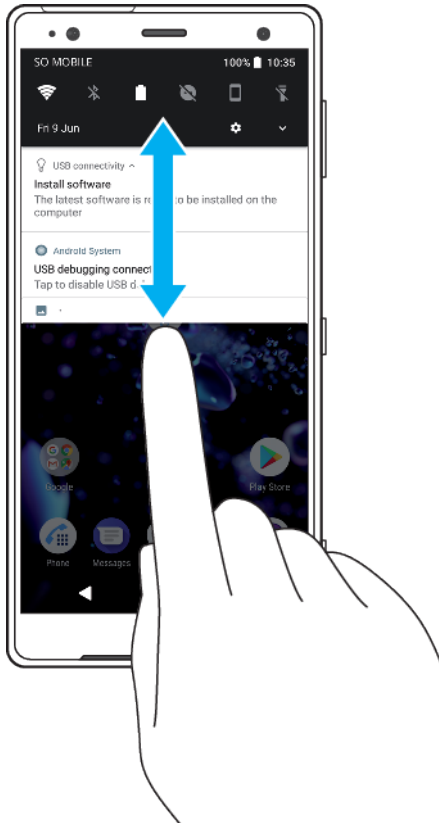 SO MOBILE 100% 10:35
Fri 9 Jun
USB connectivity
Install software
The latest software is to be installed on the
computer
Android System
USB debugging
Tap to disable USB
Google
Play Store
Phone
Messages